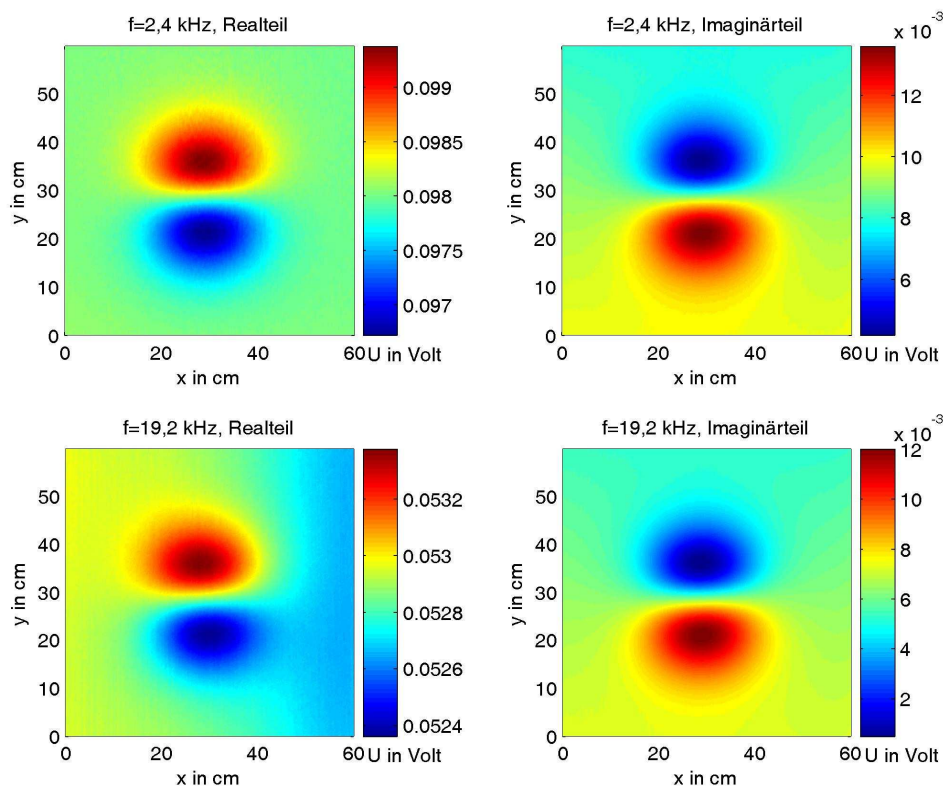 f=2,4 kHz, Realteil
y in cm
50
40
30
20
10
0
0 20 40 60
x in cm
0.099
0.0985
0.098
0.0975
0.097
U in Volt
f=2,4 kHz, Imaginärteil
x 10⁻³
y in cm
50
40
30
20
10
0
0 20 40 60
x in cm
12
10
8
6
U in Volt
f=19,2 kHz, Realteil
y in cm
50
40
30
20
10
0
0 20 40 60
x in cm
0.0532
0.053
0.0528
0.0526
0.0524
U in Volt
f=19,2 kHz, Imaginärteil
x 10⁻³
y in cm
50
40
30
20
10
0
0 20 40 60
x in cm
12
10
8
6
4
2
U in Volt